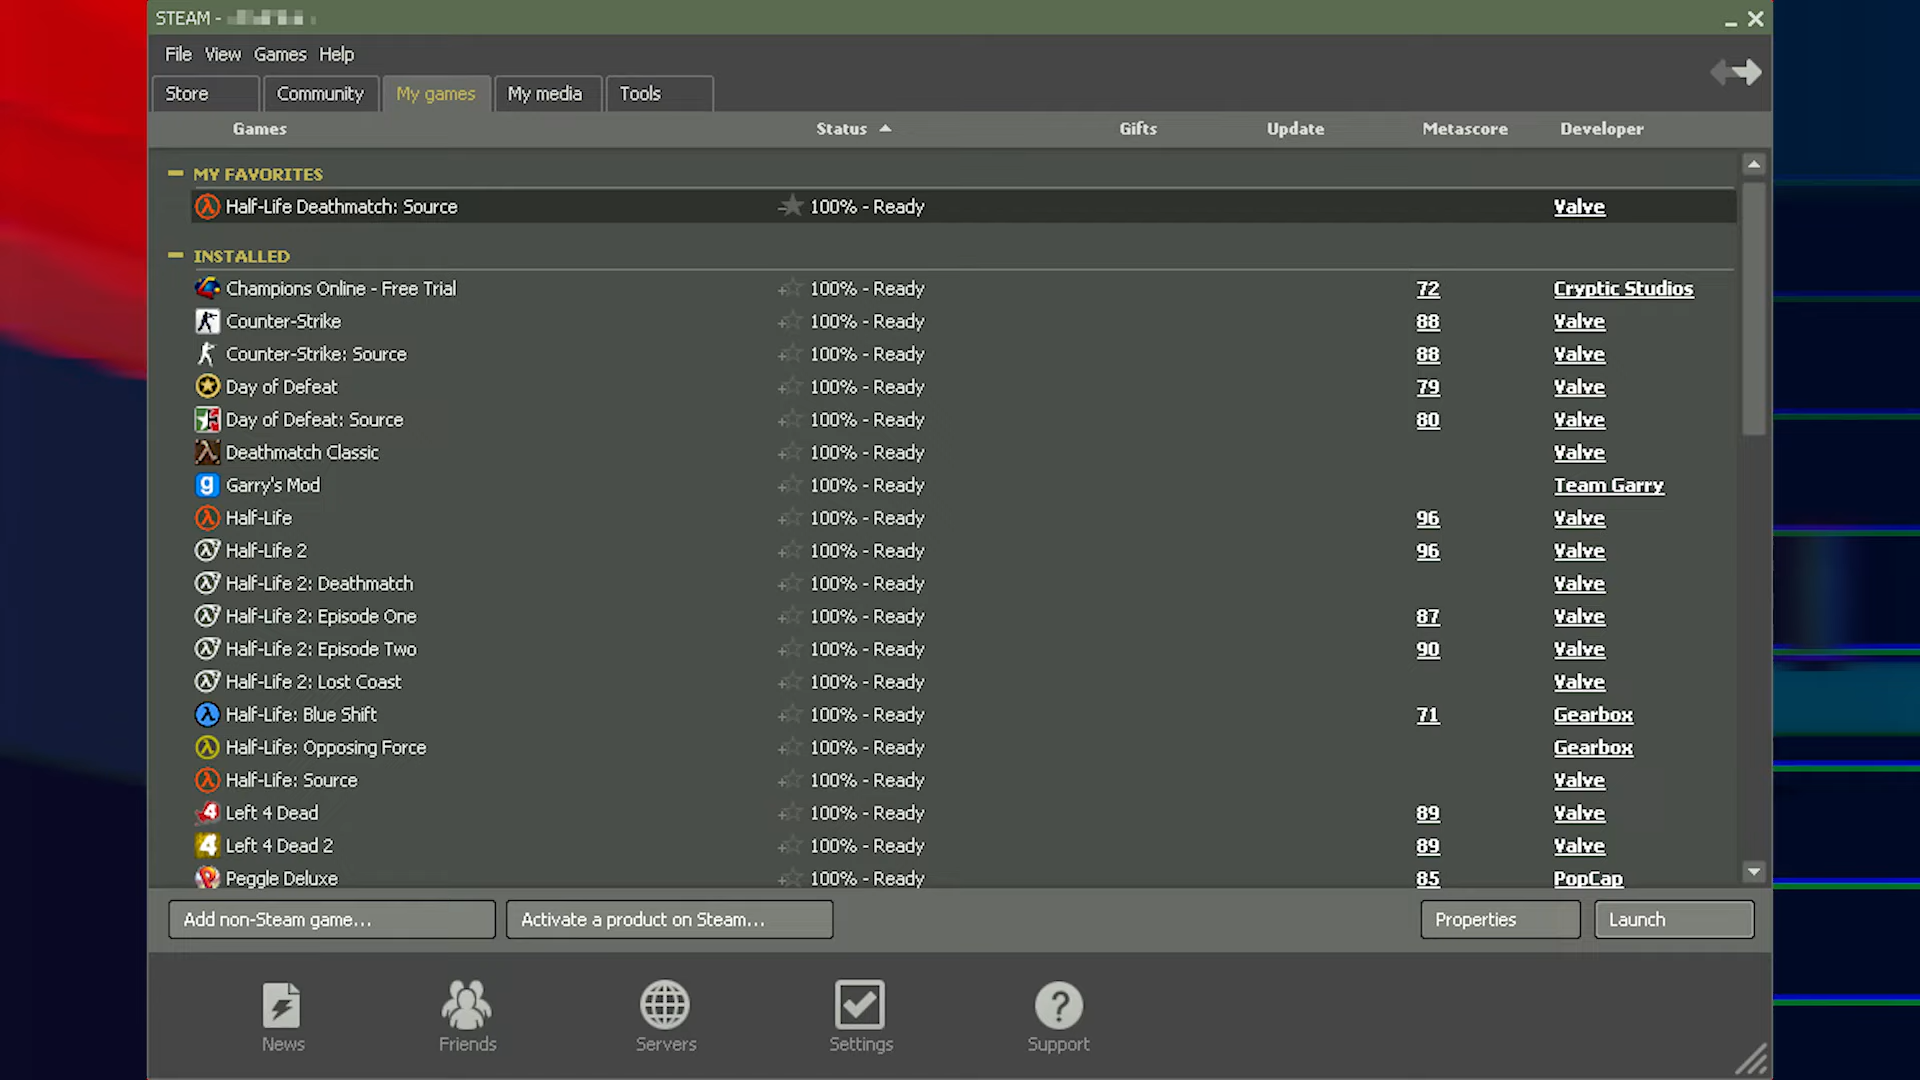 STEAM -
File View Games Help
Store Community My games My media Tools
Games Status Gifts Update Metascore Developer
MY FAVORITES
Half-Life Deathmatch: Source 100% - Ready Valve
INSTALLED
Champions Online - Free Trial 100% - Ready 72 Cryptic Studios
Counter-Strike 100% - Ready 88 Valve
Counter-Strike: Source 100% - Ready 88 Valve
Day of Defeat 100% - Ready 79 Valve
Day of Defeat: Source 100% - Ready 80 Valve
Deathmatch Classic 100% - Ready Valve
g Garry's Mod 100% - Ready Team Garry
Half-Life 100% - Ready 96 Valve
Half-Life 2 100% - Ready 96 Valve
Half-Life 2: Deathmatch 100% - Ready Valve
Half-Life 2: Episode One 100% - Ready 87 Valve
Half-Life 2: Episode Two 100% - Ready 90 Valve
Half-Life 2: Lost Coast 100% - Ready Valve
Half-Life: Blue Shift 100% - Ready 71 Gearbox
Half-Life: Opposing Force 100% - Ready Gearbox
Half-Life: Source 100% - Ready Valve
4 Left 4 Dead 100% - Ready 89 Valve
4 Left 4 Dead 2 100% - Ready 89 Valve
Peggle Deluxe 100% - Ready 85 PopCap
Add non-Steam game... Activate a product on Steam... Properties Launch
News Friends Servers Settings Support